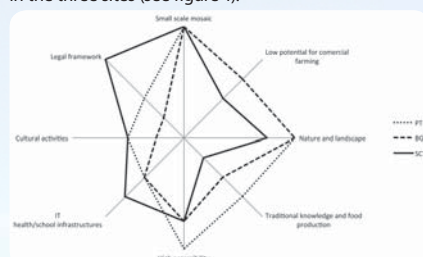 in the three sites (see figure 4).
Small scale mosaic
Legal framework
Low potential for comercial
farming
PT
BG
SC
Cultural activities
Nature and landscape
IT
health/school infrastructures
Traditional knowledge and food
production